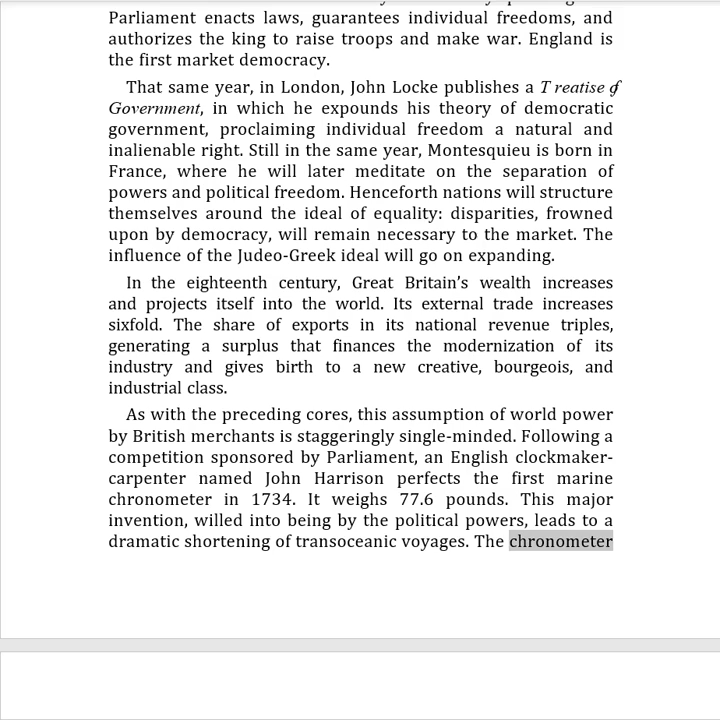 Parliament enacts laws, guarantees individual freedoms, and
authorizes the king to raise troops and make war. England is
the first market democracy.
That same year, in London, John Locke publishes a T reatise of
Government, in which he expounds his theory of democratic
government, proclaiming individual freedom a natural and
inalienable right. Still in the same year, Montesquieu is born in
France, where he will later meditate on the separation of
powers and political freedom. Henceforth nations will structure
themselves around the ideal of equality: disparities, frowned
upon by democracy, will remain necessary to the market. The
influence of the Judeo-Greek ideal will go on expanding.
In the eighteenth century, Great Britain’s wealth increases
and projects itself into the world. Its external trade increases
sixfold. The share of exports in its national revenue triples,
generating a surplus that finances the modernization of its
industry and gives birth to a new creative, bourgeois, and
industrial class.
As with the preceding cores, this assumption of world power
by British merchants is staggeringly single-minded. Following a
competition sponsored by Parliament, an English clockmaker-
carpenter named John Harrison perfects the first marine
chronometer in 1734. It weighs 77.6 pounds. This major
invention, willed into being by the political powers, leads to a
dramatic shortening of transoceanic voyages. The chronometer